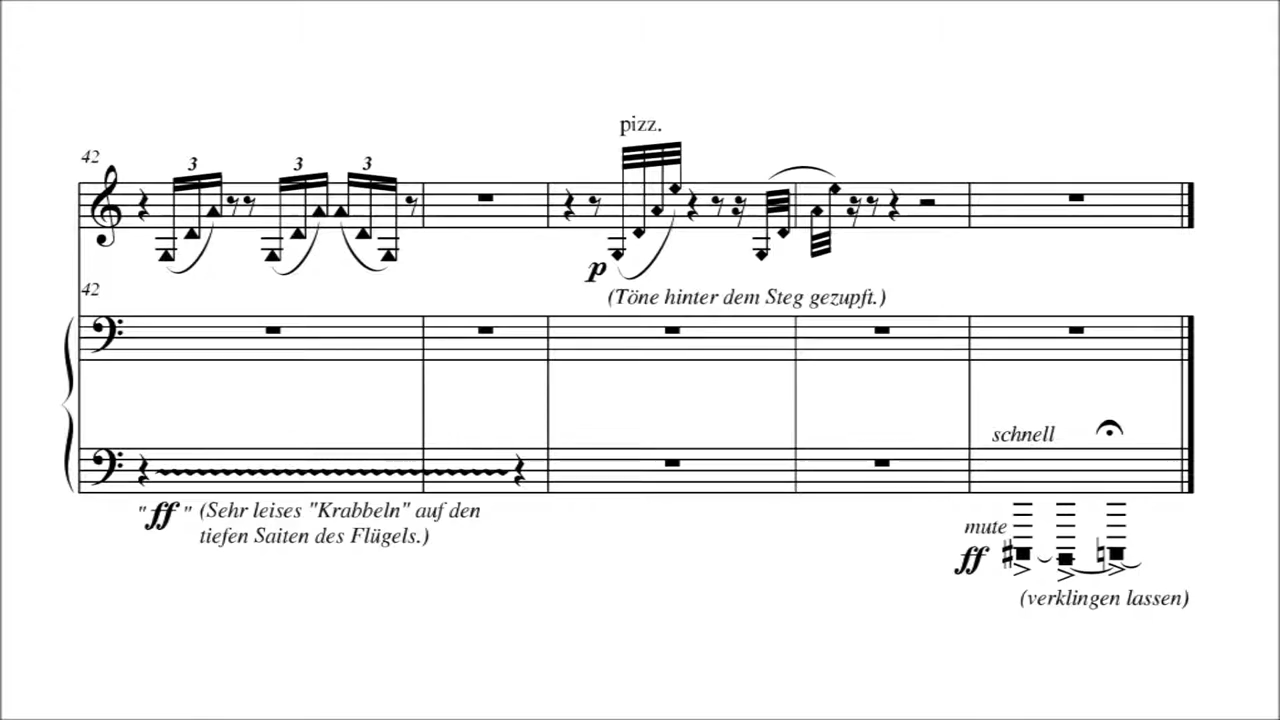 pizz.
42
3 3 3
p
(Töne hinter dem Steg gezupft.)
42
schnell
"ff" (Sehr leises "Krabbeln" auf den
tiefen Saiten des Flügels.)
mute
ff
(verklingen lassen)